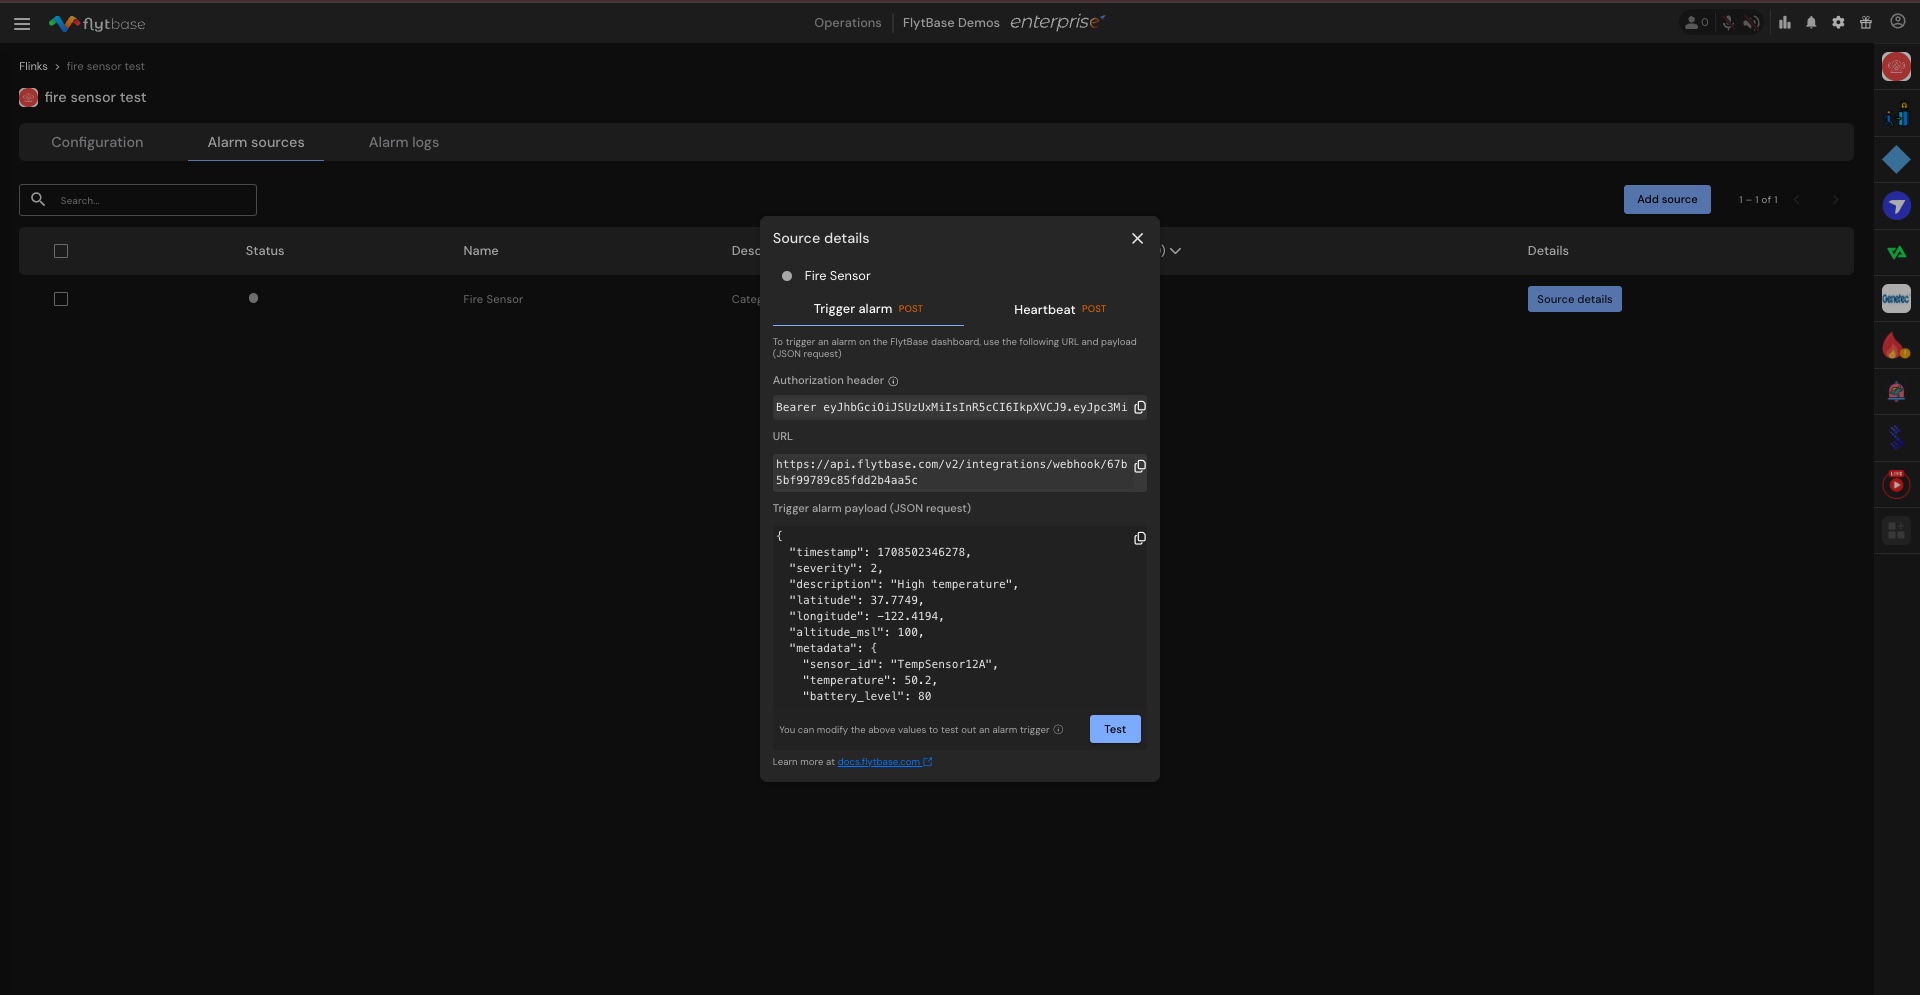 flytbase
Operations
FlytBase Demos
enterprise
0
Flinks > fire sensor test
fire sensor test
Configuration
Alarm sources
Alarm logs
Search...
Add source
1 – 1 of 1
Status
Name
Desc
)
Details
Fire Sensor
Categ
Source details
Source details
Fire Sensor
Trigger alarm POST
Heartbeat POST
To trigger an alarm on the FlytBase dashboard, use the following URL and payload
(JSON request)
Authorization header
Bearer eyJhbGciOiJSUzUxMiIsInR5cCI6IkpXVCJ9.eyJpc3Mi
URL
https://api.flytbase.com/v2/integrations/webhook/67b
5bf99789c85fdd2b4aa5c
Trigger alarm payload (JSON request)
{
"timestamp": 1708502346278,
"severity": 2,
"description": "High temperature",
"latitude": 37.7749,
"longitude": -122.4194,
"altitude_msl": 100,
"metadata": {
"sensor_id": "TempSensor12A",
"temperature": 50.2,
"battery_level": 80
You can modify the above values to test out an alarm trigger
Test
Learn more at docs.flytbase.com
Genetec
LIVE